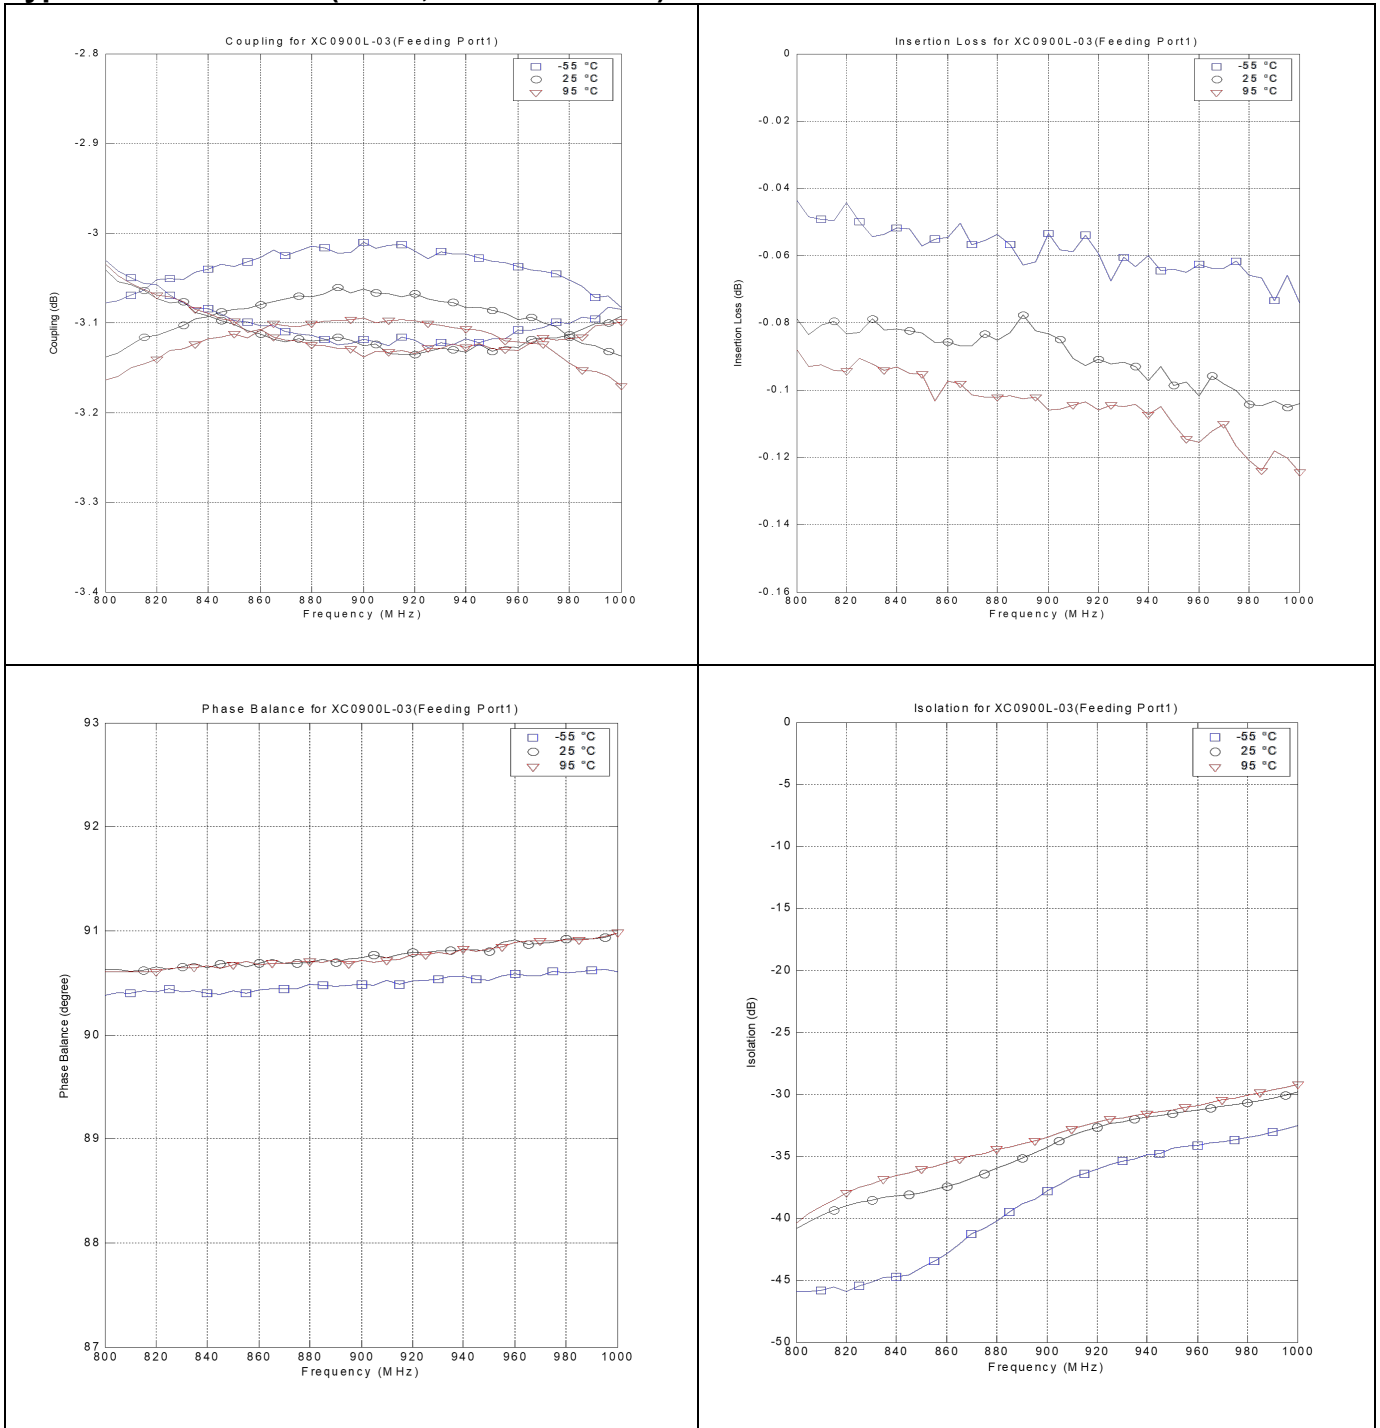 Coupling for XC0900L-03(Feeding Port1)
-55 °C
25 °C
95 °C
-2.8
-2.9
-3
-3.1
-3.2
-3.3
-3.4
Coupling (dB)
800 820 840 860 880 900 920 940 960 980 1000
Frequency (MHz)
Insertion Loss for XC0900L-03(Feeding Port1)
-55 °C
25 °C
95 °C
0
-0.02
-0.04
-0.06
-0.08
-0.1
-0.12
-0.14
-0.16
Insertion Loss (dB)
800 820 840 860 880 900 920 940 960 980 1000
Frequency (MHz)
Phase Balance for XC0900L-03(Feeding Port1)
-55 °C
25 °C
95 °C
93
92
91
90
89
88
87
Phase Balance (degree)
800 820 840 860 880 900 920 940 960 980 1000
Frequency (MHz)
Isolation for XC0900L-03(Feeding Port1)
-55 °C
25 °C
95 °C
0
-5
-10
-15
-20
-25
-30
-35
-40
-45
-50
Isolation (dB)
800 820 840 860 880 900 920 940 960 980 1000
Frequency (MHz)